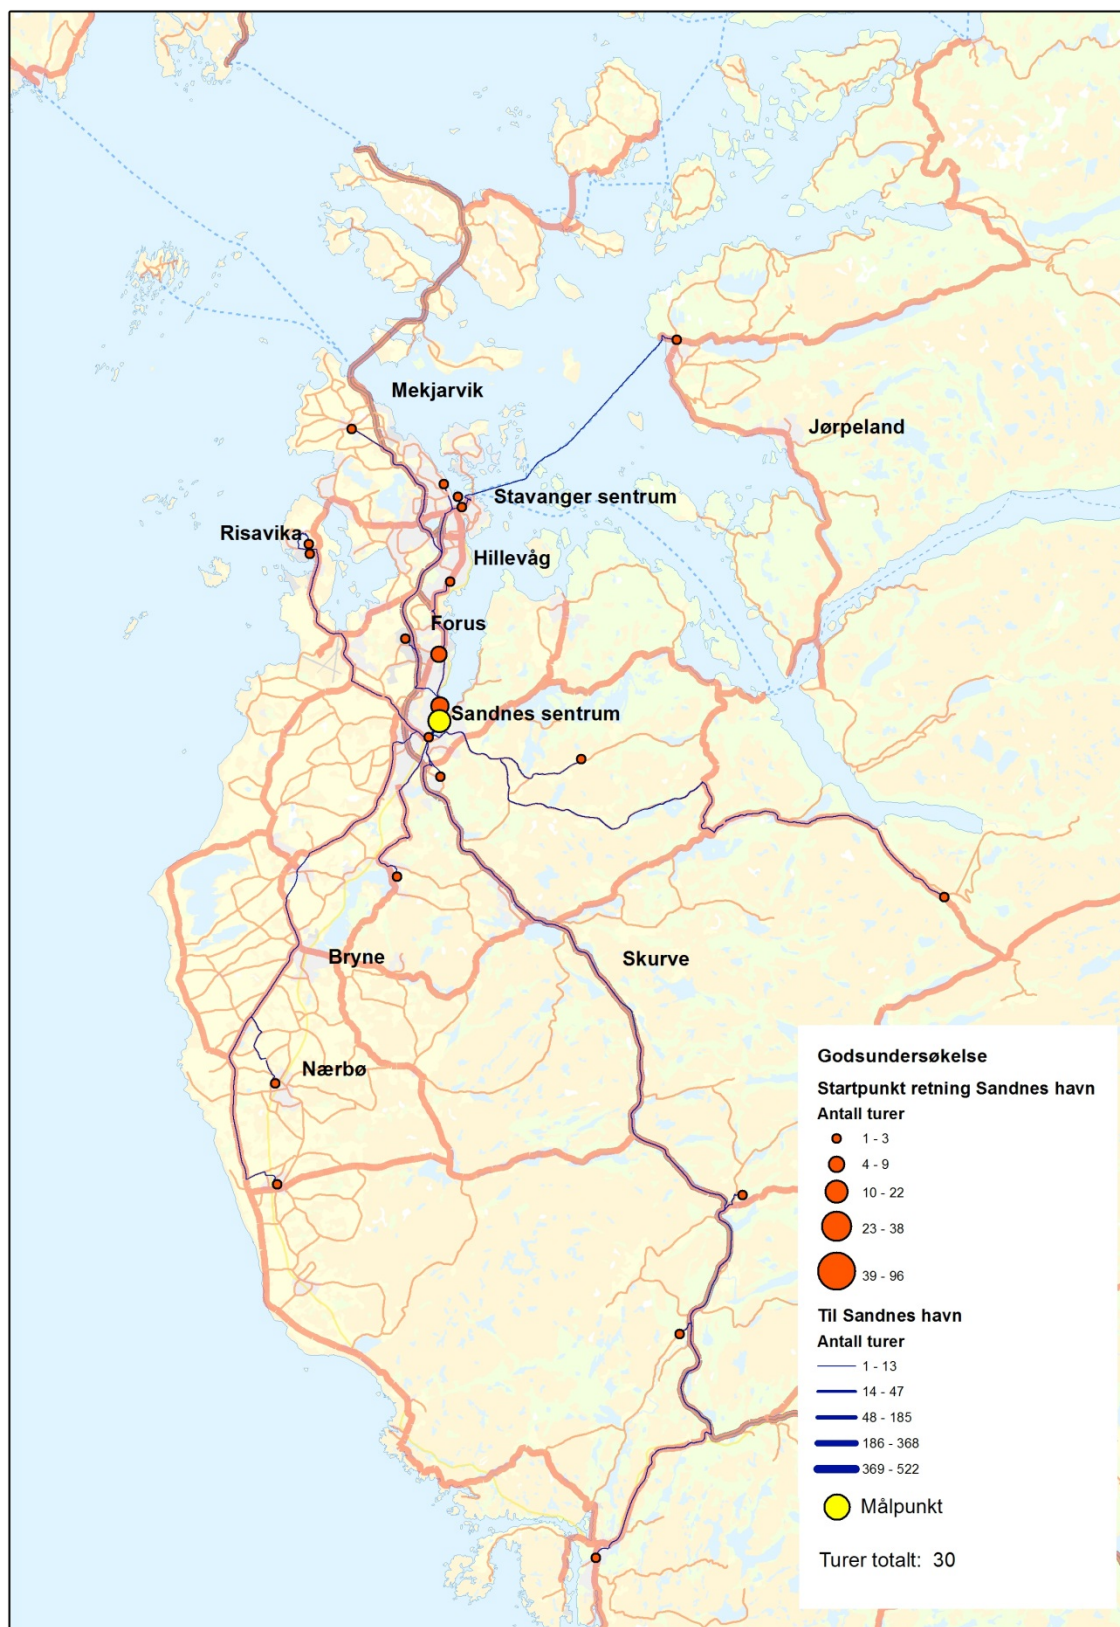 Mekjarvik
Jørpeland
Stavanger sentrum
Risavika
Hillevåg
Forus
Sandnes sentrum
Bryne
Skurve
Nærbø
Godsundersøkelse
Startpunkt retning Sandnes havn
Antall turer
1 - 3
4 - 9
10 - 22
23 - 38
39 - 96
Til Sandnes havn
Antall turer
1 - 13
14 - 47
48 - 185
186 - 368
369 - 522
Målpunkt
Turer totalt: 30